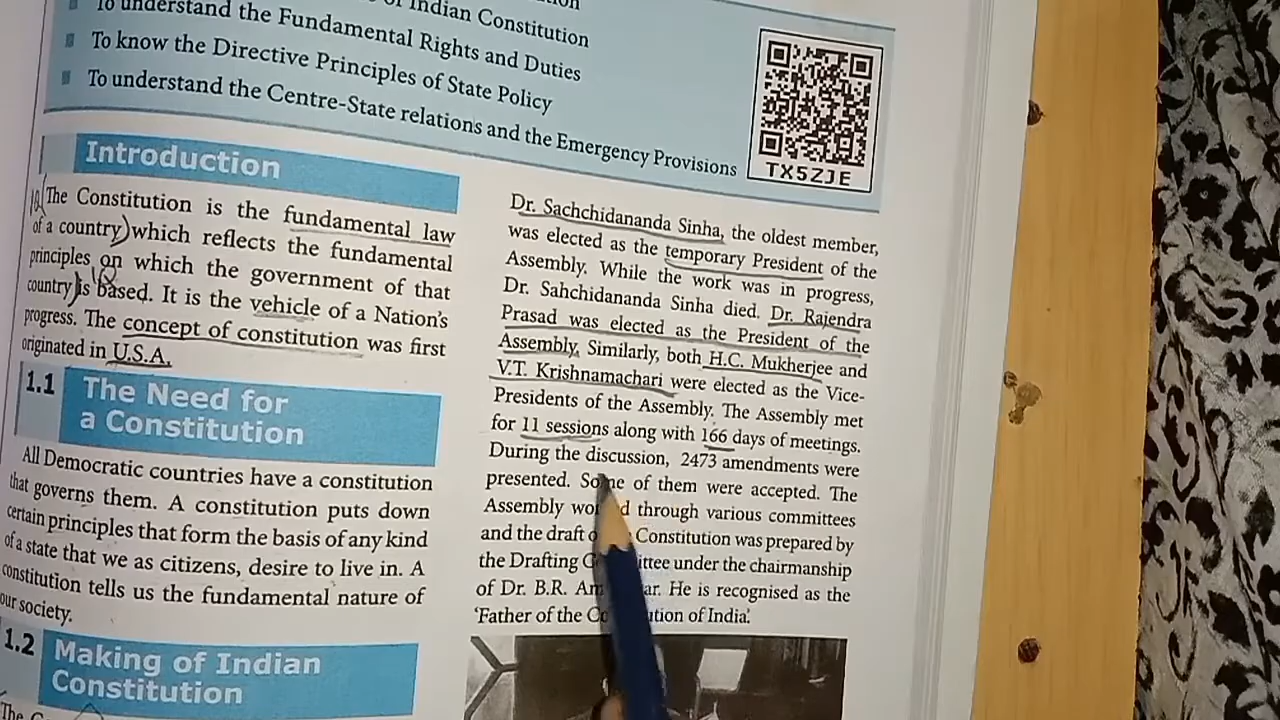 of Indian Constitution
To understand the Fundamental Rights and Duties
To know the Directive Principles of State Policy
To understand the Centre-State relations and the Emergency Provisions
TX5ZJE
Introduction
The Constitution is the fundamental law
of a country which reflects the fundamental
principles on which the government of that
country is based. It is the vehicle of a Nation's
progress. The concept of constitution was first
originated in U.S.A.
1.1 The Need for
a Constitution
All Democratic countries have a constitution
that governs them. A constitution puts down
certain principles that form the basis of any kind
of a state that we as citizens, desire to live in. A
constitution tells us the fundamental nature of
our society.
1.2 Making of Indian
Constitution
The
Dr. Sachchidananda Sinha, the oldest member,
was elected as the temporary President of the
Assembly. While the work was in progress,
Dr. Sahchidananda Sinha died. Dr. Rajendra
Prasad was elected as the President of the
Assembly. Similarly, both H.C. Mukherjee and
V.T. Krishnamachari were elected as the Vice-
Presidents of the Assembly. The Assembly met
for 11 sessions along with 166 days of meetings.
During the discussion, 2473 amendments were
presented. Some of them were accepted. The
Assembly through various committees
and the draft Constitution was prepared by
the Drafting under the chairmanship
of Dr. B.R. He is recognised as the
'Father of the of India'.